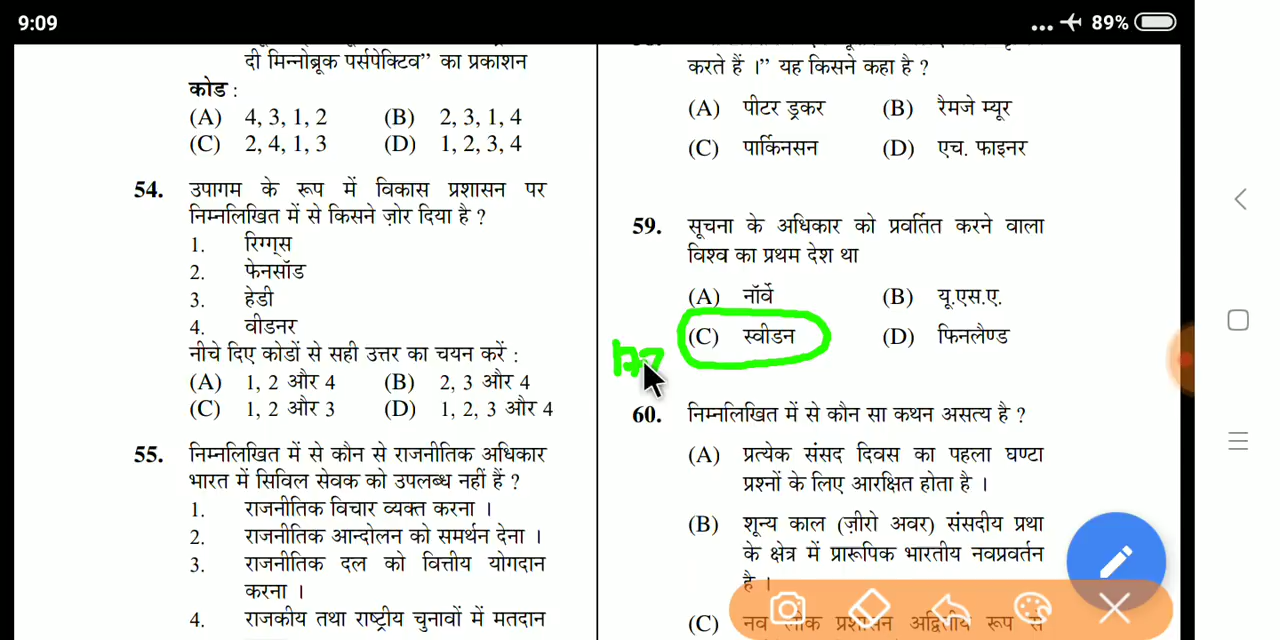 9:09
89%
दी मिन्नोब्रूक पर्सपेक्टिव” का प्रकाशन
कोड :
(A) 4, 3, 1, 2 (B) 2, 3, 1, 4
(C) 2, 4, 1, 3 (D) 1, 2, 3, 4
54. उपागम के रूप में विकास प्रशासन पर
निम्नलिखित में से किसने ज़ोर दिया है ?
1. रिग्ग्स
2. फेनसॉड
3. हेडी
4. वीडनर
नीचे दिए कोडों से सही उत्तर का चयन करें :
(A) 1, 2 और 4 (B) 2, 3 और 4
(C) 1, 2 और 3 (D) 1, 2, 3 और 4
55. निम्नलिखित में से कौन से राजनीतिक अधिकार
भारत में सिविल सेवक को उपलब्ध नहीं हैं ?
1. राजनीतिक विचार व्यक्त करना ।
2. राजनीतिक आन्दोलन को समर्थन देना ।
3. राजनीतिक दल को वित्तीय योगदान
करना ।
4. राजकीय तथा राष्ट्रीय चुनावों में मतदान
करते हैं ।” यह किसने कहा है ?
(A) पीटर ड्रकर (B) रैमजे म्यूर
(C) पार्किनसन (D) एच. फाइनर
59. सूचना के अधिकार को प्रवर्तित करने वाला
विश्व का प्रथम देश था
(A) नॉर्वे (B) यू.एस.ए.
(C) स्वीडन (D) फिनलैण्ड
60. निम्नलिखित में से कौन सा कथन असत्य है ?
(A) प्रत्येक संसद दिवस का पहला घण्टा
प्रश्नों के लिए आरक्षित होता है ।
(B) शून्य काल (ज़ीरो अवर) संसदीय प्रथा
के क्षेत्र में प्रारूपिक भारतीय नवप्रवर्तन
है ।
(C) नव लोक प्रशासन अद्वितीय रूप से